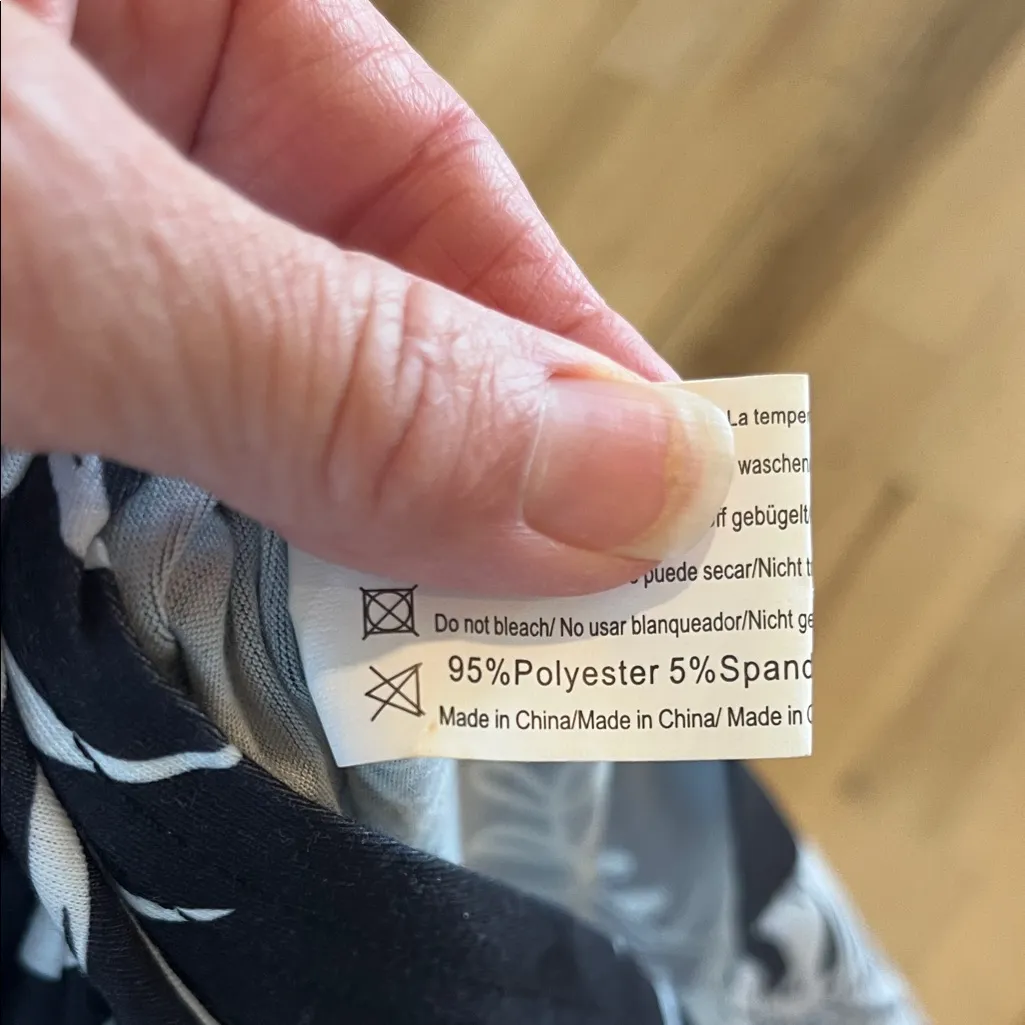 La temper
waschen
gebügelt
puede secar/Nicht t
Do not bleach/ No usar blanqueador/Nicht ge
95%Polyester 5%Spand
Made in China/Made in China/ Made in C